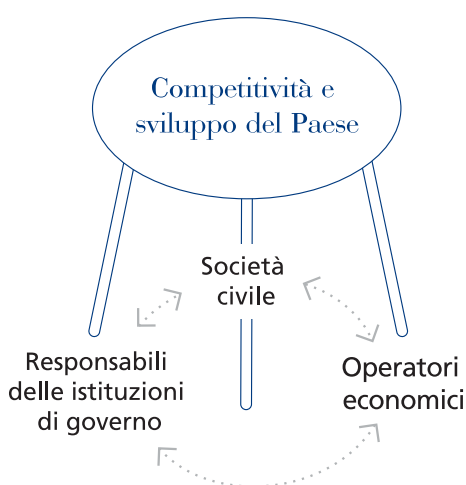 Competitività e
sviluppo del Paese
Società
civile
Responsabili
delle istituzioni
di governo
Operatori
economici